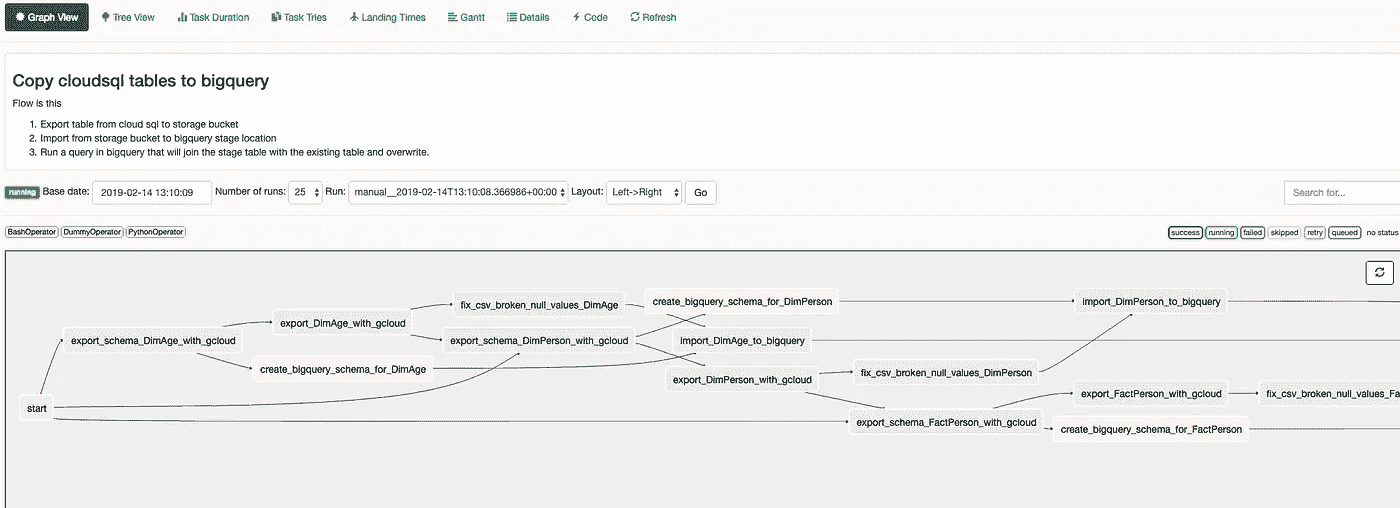 Graph View Tree View Task Duration Task Tries Landing Times Gantt Details Code Refresh
Copy cloudsql tables to bigquery
Flow is this
1. Export table from cloud sql to storage bucket
2. Import from storage bucket to bigquery stage location
3. Run a query in bigquery that will join the stage table with the existing table and overwrite.
running Base date: 2019-02-14 13:10:09 Number of runs: 25 Run: manual__2019-02-14T13:10:08.366986+00:00 Layout: Left->Right Go Search for...
BashOperator DummyOperator PythonOperator success running failed skipped retry queued no status
fix_csv_broken_null_values_DimAge create_bigquery_schema_for_DimPerson import_DimPerson_to_bigquery
export_DimAge_with_gcloud
export_schema_DimAge_with_gcloud export_schema_DimPerson_with_gcloud import_DimAge_to_bigquery
create_bigquery_schema_for_DimAge fix_csv_broken_null_values_DimPerson
export_DimPerson_with_gcloud
export_FactPerson_with_gcloud fix_csv_broken_null_values_Fa
start
export_schema_FactPerson_with_gcloud create_bigquery_schema_for_FactPerson